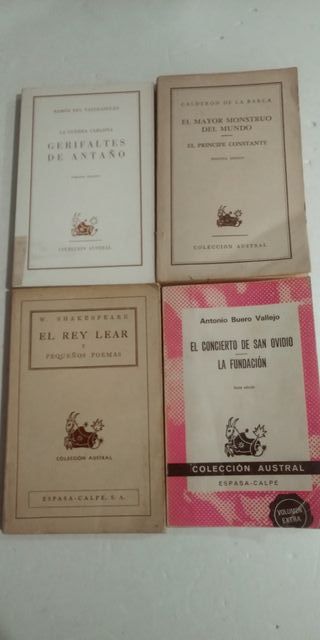 RAMÓN DEL VALLE-INCLÁN
LA GUERRA CARLISTA
GERIFALTES
DE ANTAÑO
COLECCIÓN AUSTRAL
CALDERÓN DE LA BARCA
EL MAYOR MONSTRUO
DEL MUNDO
EL PRÍNCIPE CONSTANTE
COLECCIÓN AUSTRAL
W. SHAKESPEARE
EL REY LEAR
Y
PEQUEÑOS POEMAS
COLECCIÓN AUSTRAL
ESPASA-CALPE, S. A.
Antonio Buero Vallejo
EL CONCIERTO DE SAN OVIDIO
LA FUNDACIÓN
COLECCIÓN AUSTRAL
ESPASA-CALPE
VOLUMEN
EXTRA